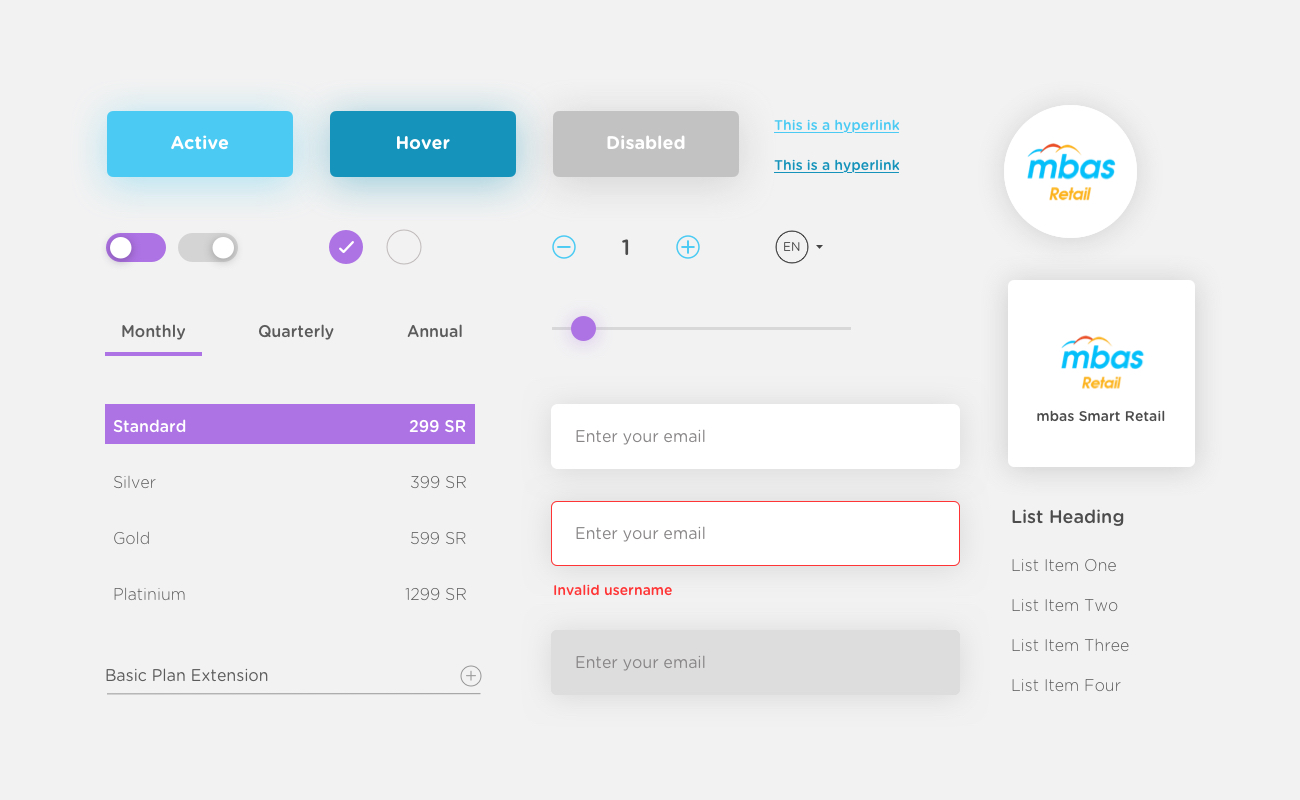 Active
Hover
Disabled
This is a hyperlink
This is a hyperlink
mbas
Retail
1
EN
Monthly
Quarterly
Annual
Standard 299 SR
Silver 399 SR
Gold 599 SR
Platinium 1299 SR
Basic Plan Extension
Enter your email
Enter your email
Invalid username
Enter your email
mbas
Retail
mbas Smart Retail
List Heading
List Item One
List Item Two
List Item Three
List Item Four